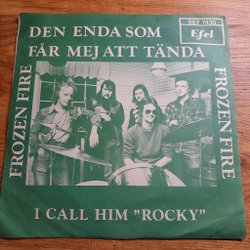 Efel
DEN ENDA SOM
FÅR MEJ ATT TÄNDA
FROZEN FIRE
FROZEN FIRE
I CALL HIM "ROCKY"